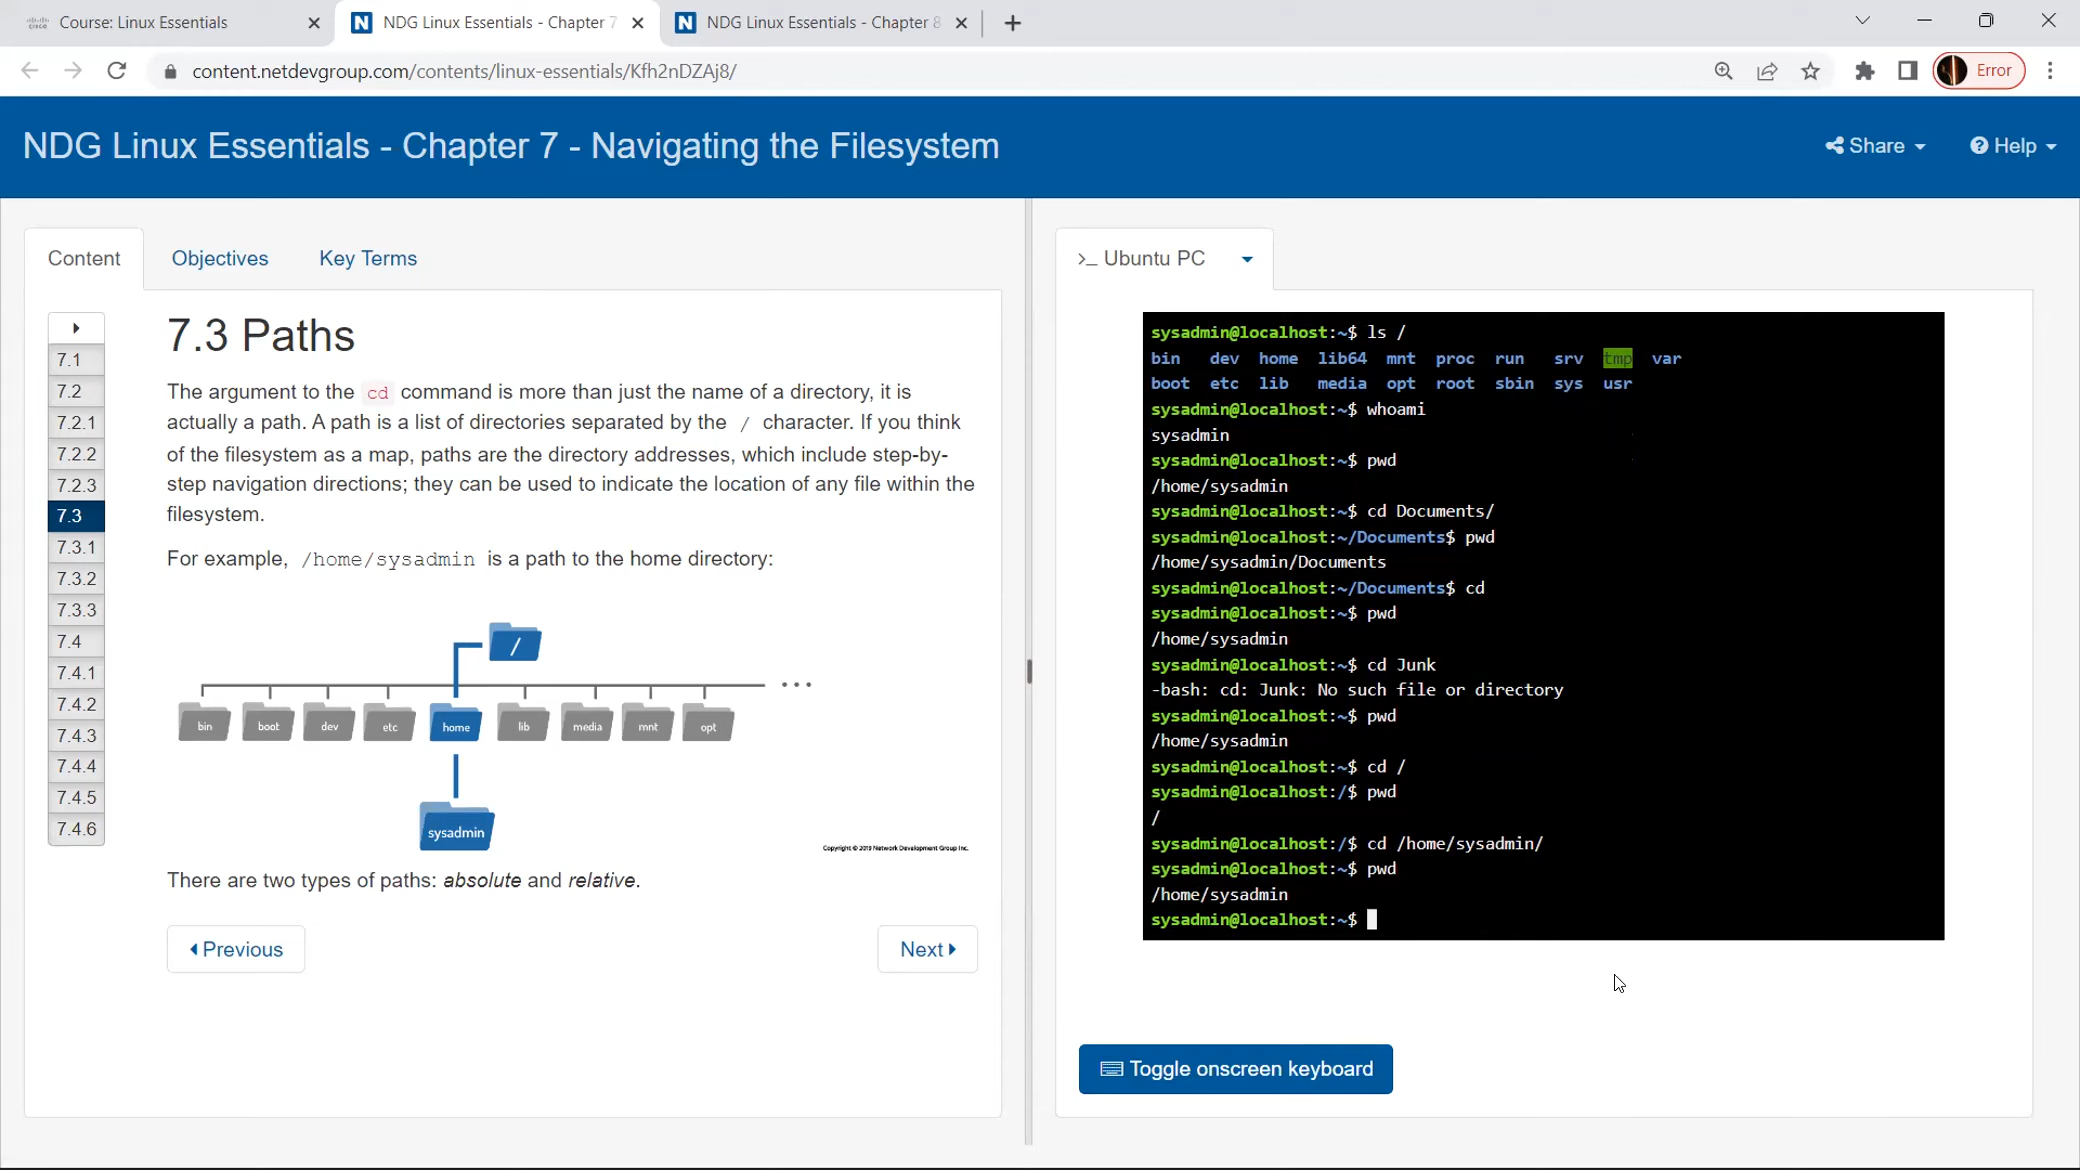 Course: Linux Essentials
NDG Linux Essentials - Chapter 7
NDG Linux Essentials - Chapter 8
content.netdevgroup.com/contents/linux-essentials/Kfh2nDZAj8/
Error
NDG Linux Essentials - Chapter 7 - Navigating the Filesystem
Share
Help
Content
Objectives
Key Terms
7.1
7.2
7.2.1
7.2.2
7.2.3
7.3
7.3.1
7.3.2
7.3.3
7.4
7.4.1
7.4.2
7.4.3
7.4.4
7.4.5
7.4.6
7.3 Paths
The argument to the cd command is more than just the name of a directory, it is
actually a path. A path is a list of directories separated by the / character. If you think
of the filesystem as a map, paths are the directory addresses, which include step-by-
step navigation directions; they can be used to indicate the location of any file within the
filesystem.
For example, /home/sysadmin is a path to the home directory:
/
bin boot dev etc home lib media mnt opt
sysadmin
Copyright © 2019 Network Development Group Inc.
There are two types of paths: absolute and relative.
Previous
Next
>_ Ubuntu PC
sysadmin@localhost:~$ ls /
bin dev home lib64 mnt proc run srv tmp var
boot etc lib media opt root sbin sys usr
sysadmin@localhost:~$ whoami
sysadmin
sysadmin@localhost:~$ pwd
/home/sysadmin
sysadmin@localhost:~$ cd Documents/
sysadmin@localhost:~/Documents$ pwd
/home/sysadmin/Documents
sysadmin@localhost:~/Documents$ cd
sysadmin@localhost:~$ pwd
/home/sysadmin
sysadmin@localhost:~$ cd Junk
-bash: cd: Junk: No such file or directory
sysadmin@localhost:~$ pwd
/home/sysadmin
sysadmin@localhost:~$ cd /
sysadmin@localhost:/$ pwd
/
sysadmin@localhost:/$ cd /home/sysadmin/
sysadmin@localhost:~$ pwd
/home/sysadmin
sysadmin@localhost:~$
Toggle onscreen keyboard